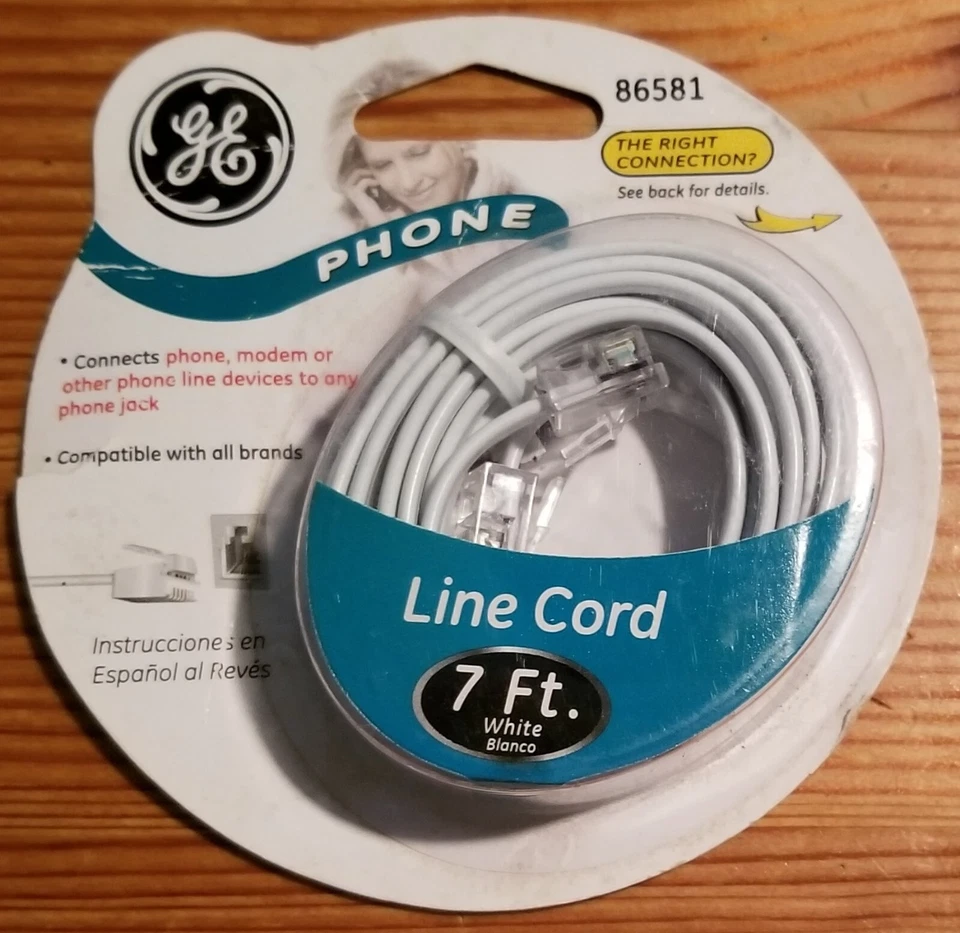 GE
86581
THE RIGHT
CONNECTION?
See back for details.
PHONE
• Connects phone, modem or
other phone line devices to any
phone jack
• Compatible with all brands
Instrucciones en
Español al Revés
Line Cord
7 Ft.
White
Blanco